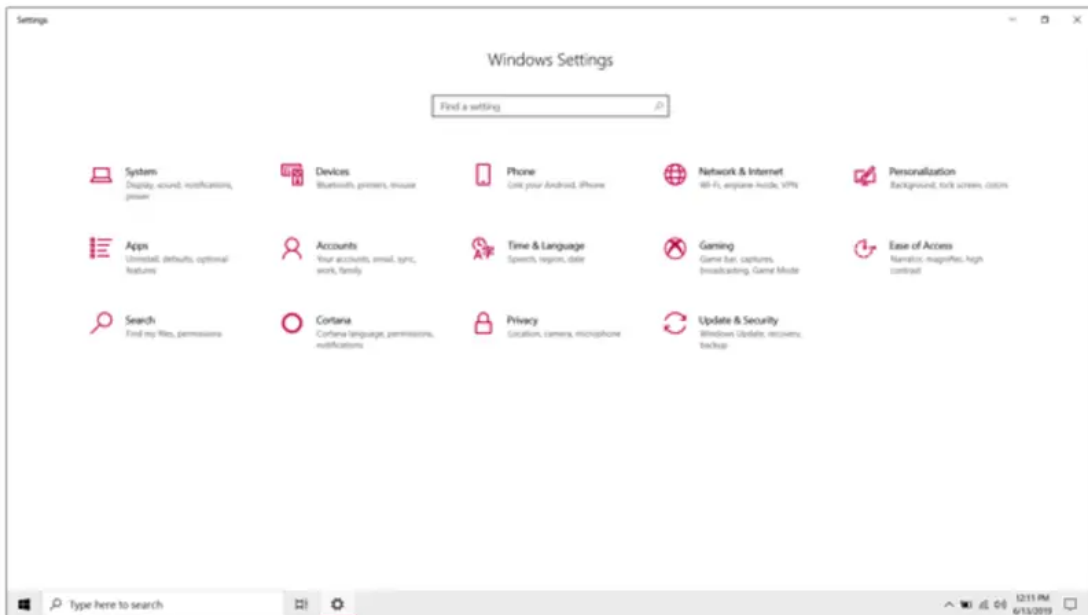 Settings
Windows Settings
Find a setting
System
Display, sound, notifications,
power
Devices
Bluetooth, printers, mouse
Phone
Link your Android, iPhone
Network & Internet
Wi-Fi, airplane mode, VPN
Personalization
Background, lock screen, colors
Apps
Uninstall, defaults, optional
features
Accounts
Your accounts, email, sync,
work, family
Time & Language
Speech, region, date
Gaming
Game bar, captures,
broadcasting, Game Mode
Ease of Access
Narrator, magnifier, high
contrast
Search
Find my files, permissions
Cortana
Cortana language, permissions,
notifications
Privacy
Location, camera, microphone
Update & Security
Windows Update, recovery,
backup
Type here to search
12:11 PM
6/13/2019